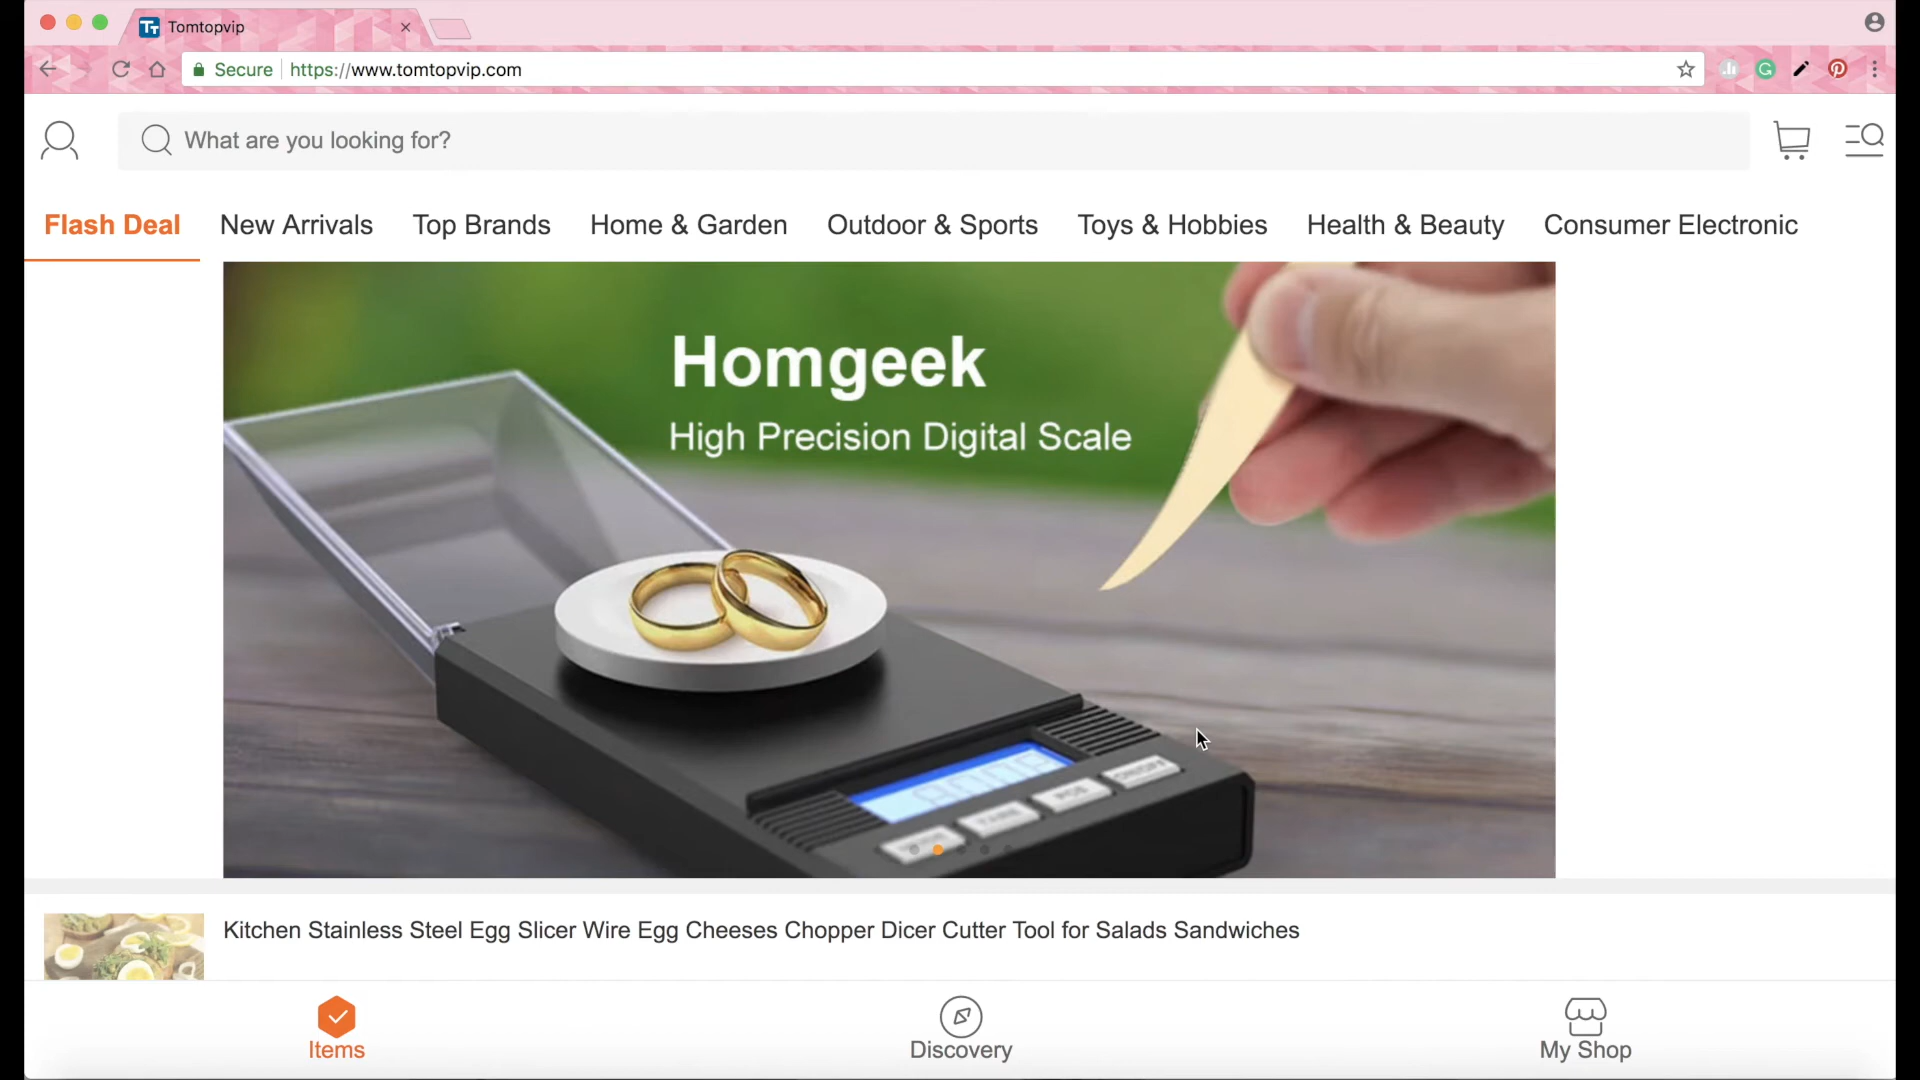 Tomtopvip
Secure https://www.tomtopvip.com
What are you looking for?
Flash Deal New Arrivals Top Brands Home & Garden Outdoor & Sports Toys & Hobbies Health & Beauty Consumer Electronic
Homgeek
High Precision Digital Scale
Kitchen Stainless Steel Egg Slicer Wire Egg Cheeses Chopper Dicer Cutter Tool for Salads Sandwiches
Items Discovery My Shop